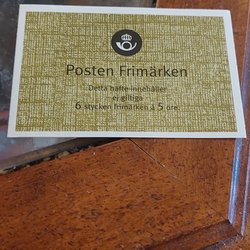 Posten Frimärken
Detta häfte innehåller
ej giltiga
6 stycken frimärken à 5 öre.